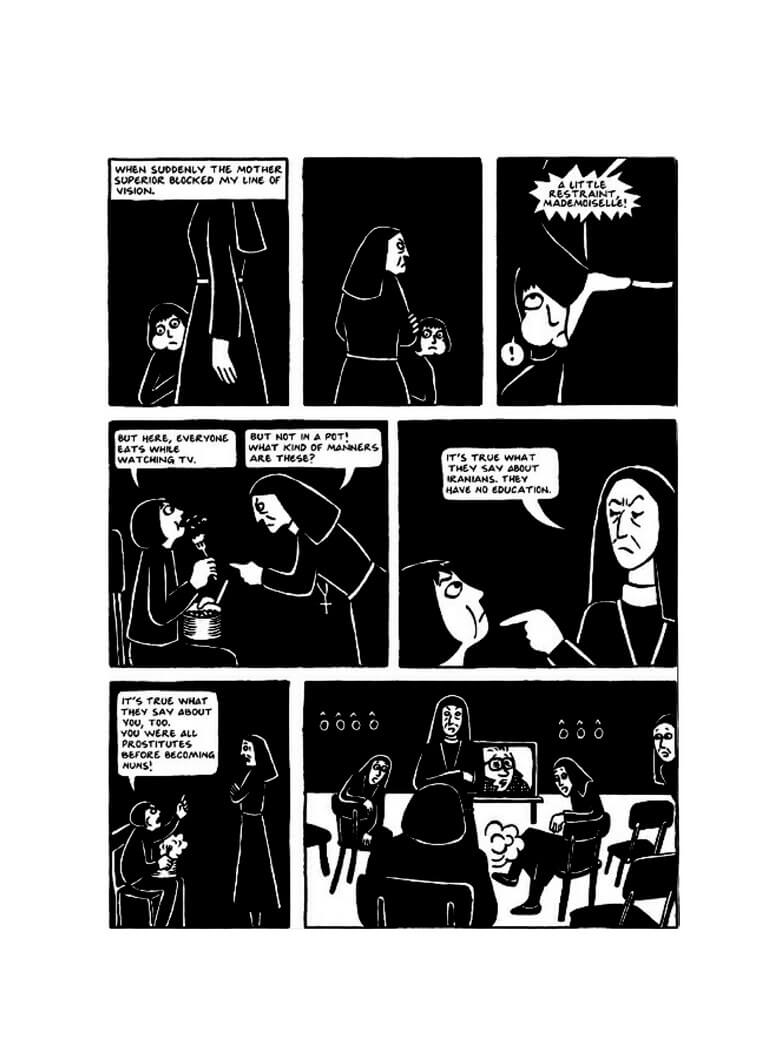 WHEN SUDDENLY THE MOTHER
SUPERIOR BLOCKED MY LINE OF
VISION.
A LITTLE
RESTRAINT,
MADEMOISELLE!
!
BUT HERE, EVERYONE
EATS WHILE
WATCHING TV.
BUT NOT IN A POT!
WHAT KIND OF MANNERS
ARE THESE?
IT'S TRUE WHAT
THEY SAY ABOUT
IRANIANS. THEY
HAVE NO EDUCATION.
IT'S TRUE WHAT
THEY SAY ABOUT
YOU, TOO.
YOU WERE ALL
PROSTITUTES
BEFORE BECOMING
NUNS!